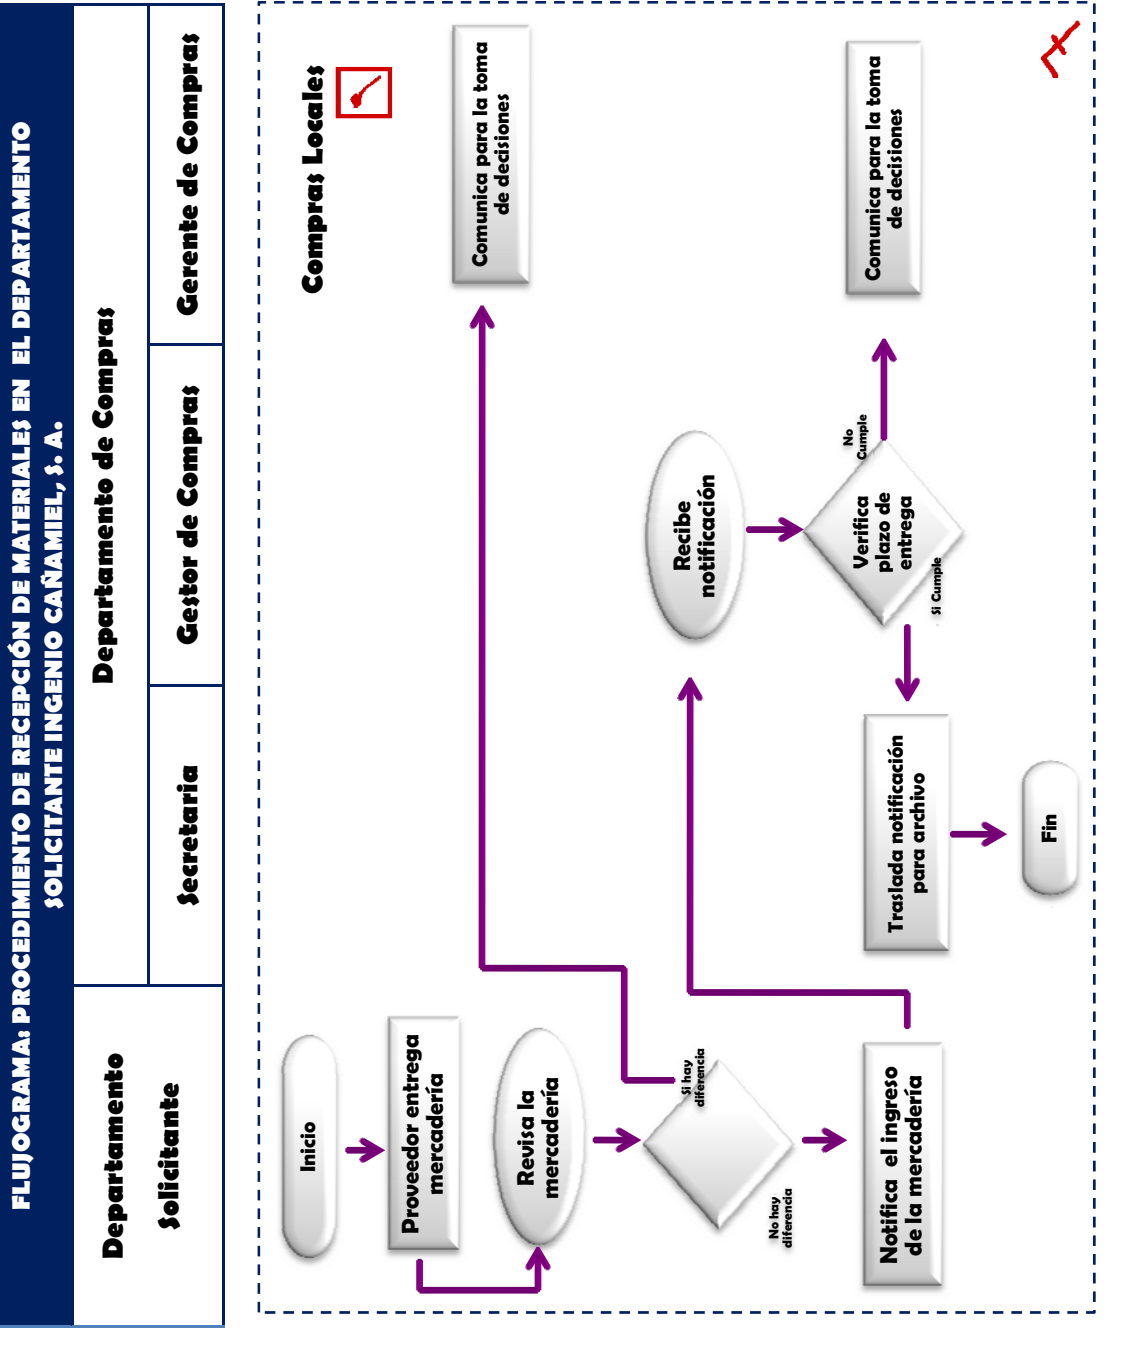 FLUJOGRAMA: PROCEDIMIENTO DE RECEPCIÓN DE MATERIALES EN EL DEPARTAMENTO
SOLICITANTE INGENIO CAÑAMIEL, S. A.
Departamento
Solicitante
Departamento de Compras
Secretaria
Gestor de Compras
Gerente de Compras
Compras Locales
Inicio
Proveedor entrega
mercadería
Revisa la
mercadería
Si hay
diferencia
No hay
diferencia
Comunica para la toma
de decisiones
Notifica el ingreso
de la mercadería
Recibe
notificación
Verifica
plazo de
entrega
No
Cumple
Si Cumple
Comunica para la toma
de decisiones
Traslada notificación
para archivo
Fin